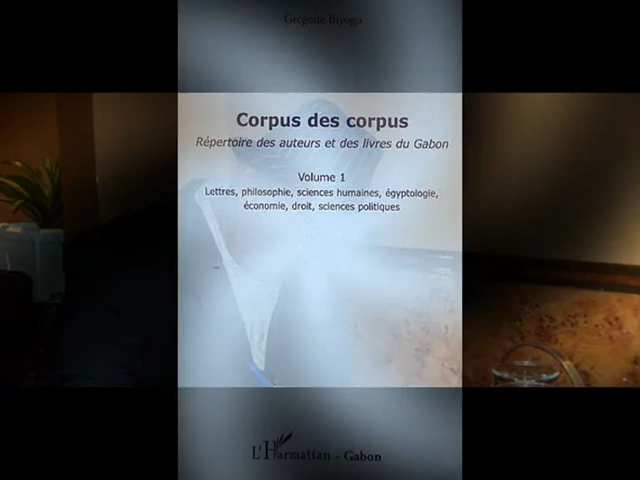 Grégoire Biyogo
Corpus des corpus
Répertoire des auteurs et des livres du Gabon
Volume 1
Lettres, philosophie, sciences humaines, égyptologie,
économie, droit, sciences politiques
L'Harmattan - Gabon